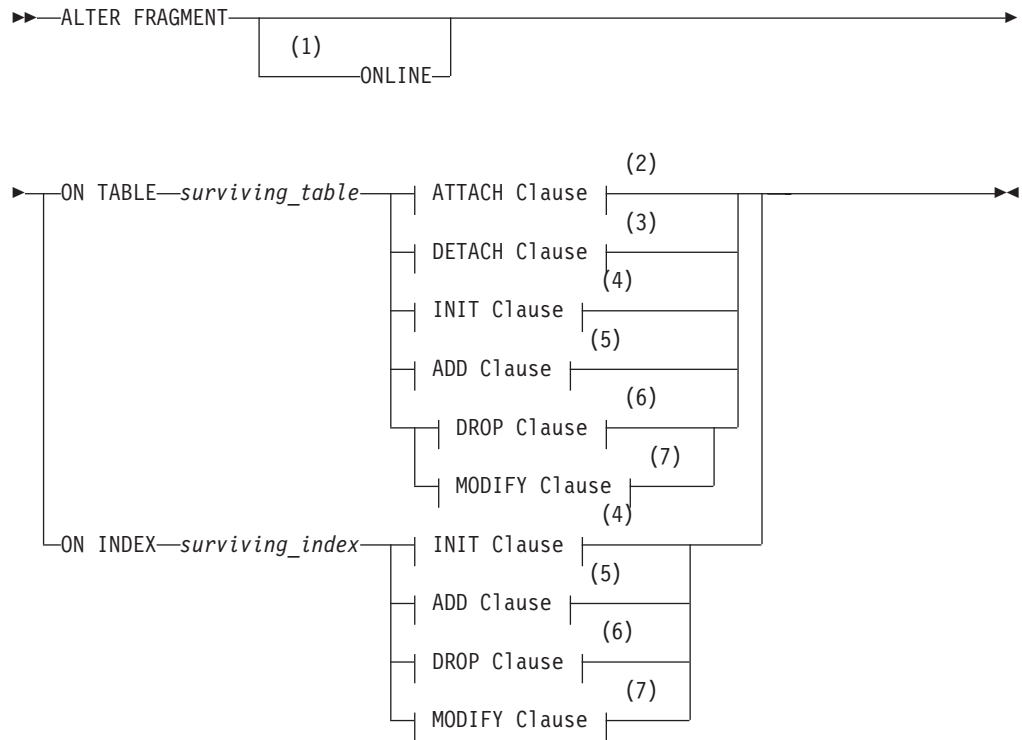 ALTER FRAGMENT
(1)
ONLINE
(2)
ON TABLE surviving_table ATTACH Clause
(3)
DETACH Clause
(4)
INIT Clause
(5)
ADD Clause
(6)
DROP Clause
(7)
MODIFY Clause
(4)
ON INDEX surviving_index INIT Clause
(5)
ADD Clause
(6)
DROP Clause
(7)
MODIFY Clause